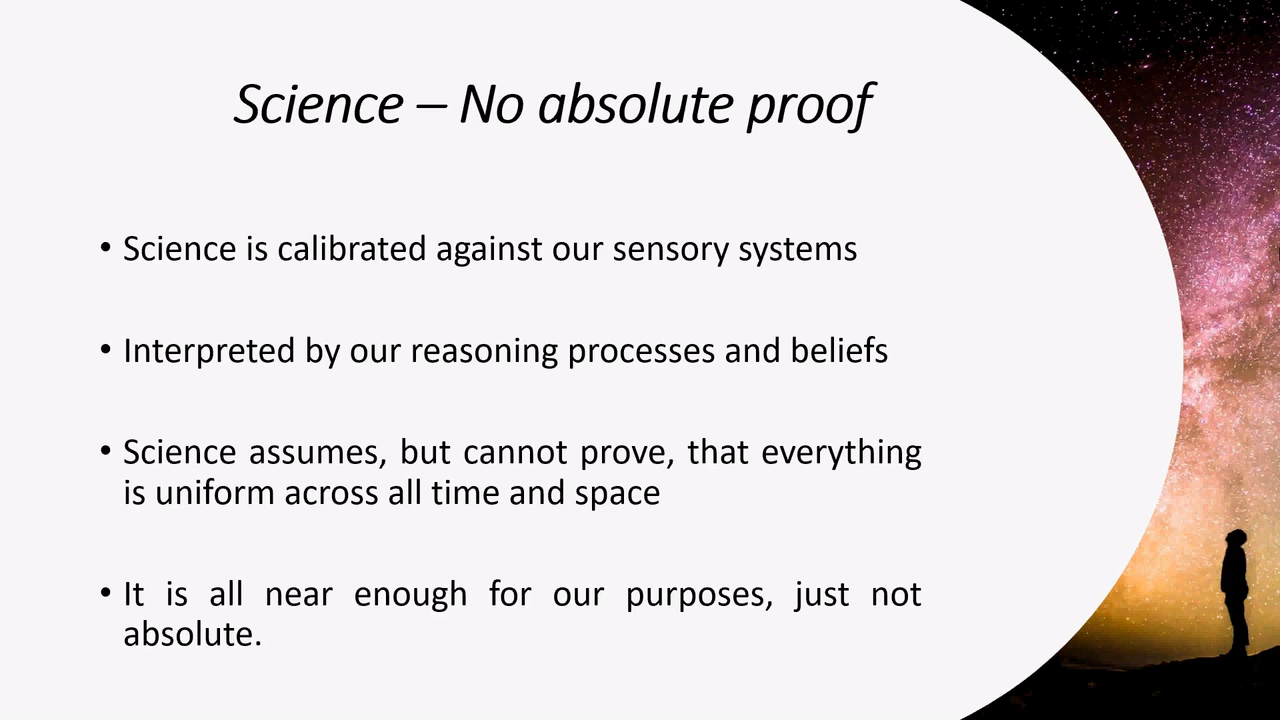 Science – No absolute proof
• Science is calibrated against our sensory systems
• Interpreted by our reasoning processes and beliefs
• Science assumes, but cannot prove, that everything
is uniform across all time and space
• It is all near enough for our purposes, just not
absolute.